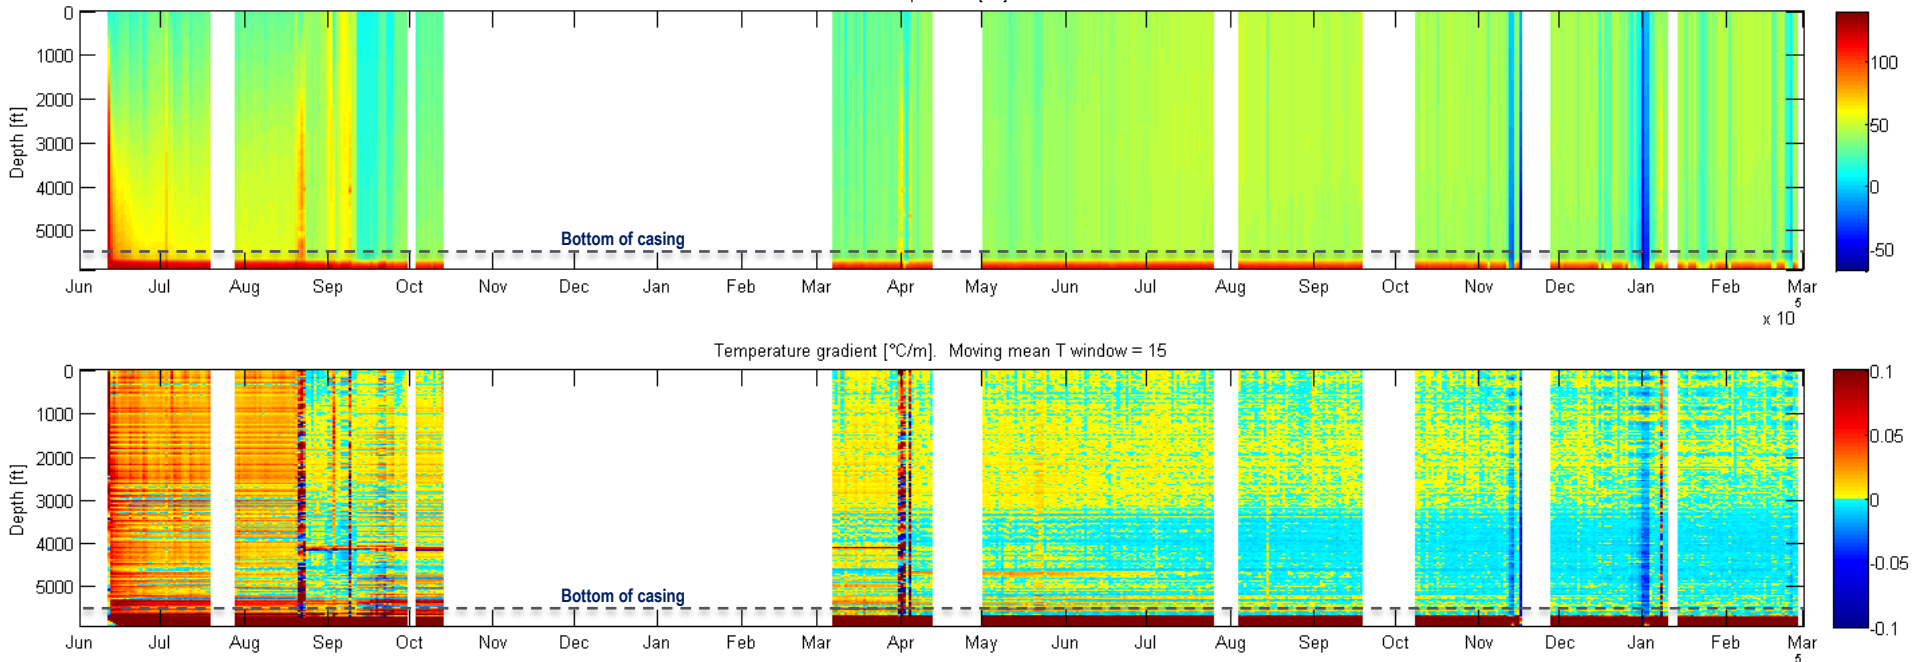 0
1000
2000
3000
4000
5000
Depth [ft]
Bottom of casing
Jun Jul Aug Sep Oct Nov Dec Jan Feb Mar Apr May Jun Jul Aug Sep Oct Nov Dec Jan Feb Mar
x 10
5
100
50
0
-50
Temperature gradient [°C/m]. Moving mean T window = 15
0
1000
2000
3000
4000
5000
Depth [ft]
Bottom of casing
Jun Jul Aug Sep Oct Nov Dec Jan Feb Mar Apr May Jun Jul Aug Sep Oct Nov Dec Jan Feb Mar
5
0.1
0.05
0
-0.05
-0.1